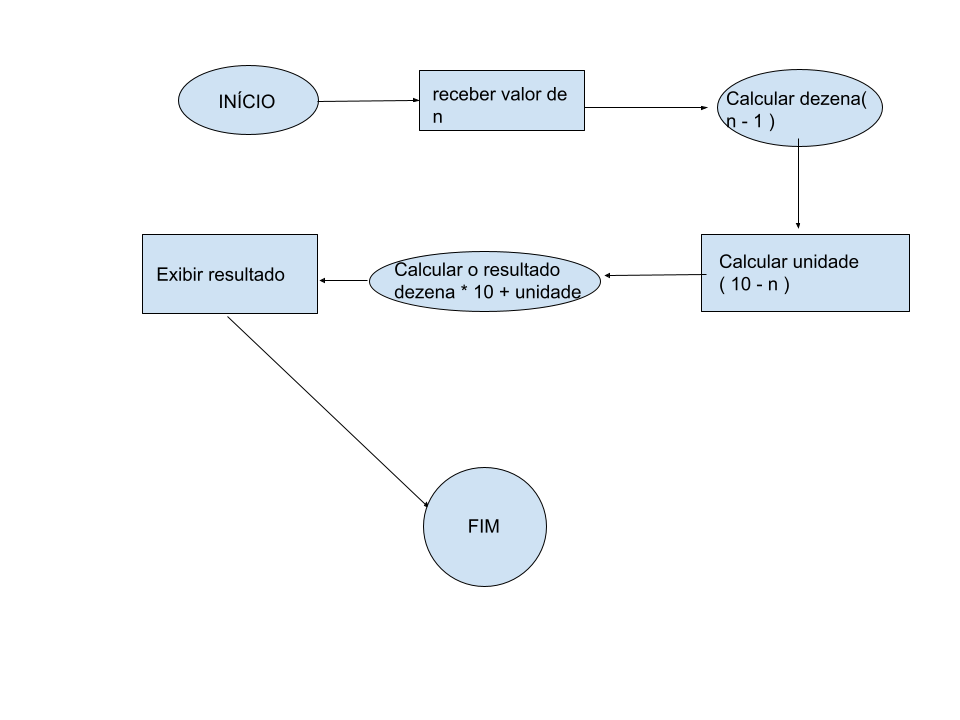 INÍCIO
receber valor de
n
Calcular dezena(
n - 1 )
Calcular unidade
( 10 - n )
Calcular o resultado
dezena * 10 + unidade
Exibir resultado
FIM